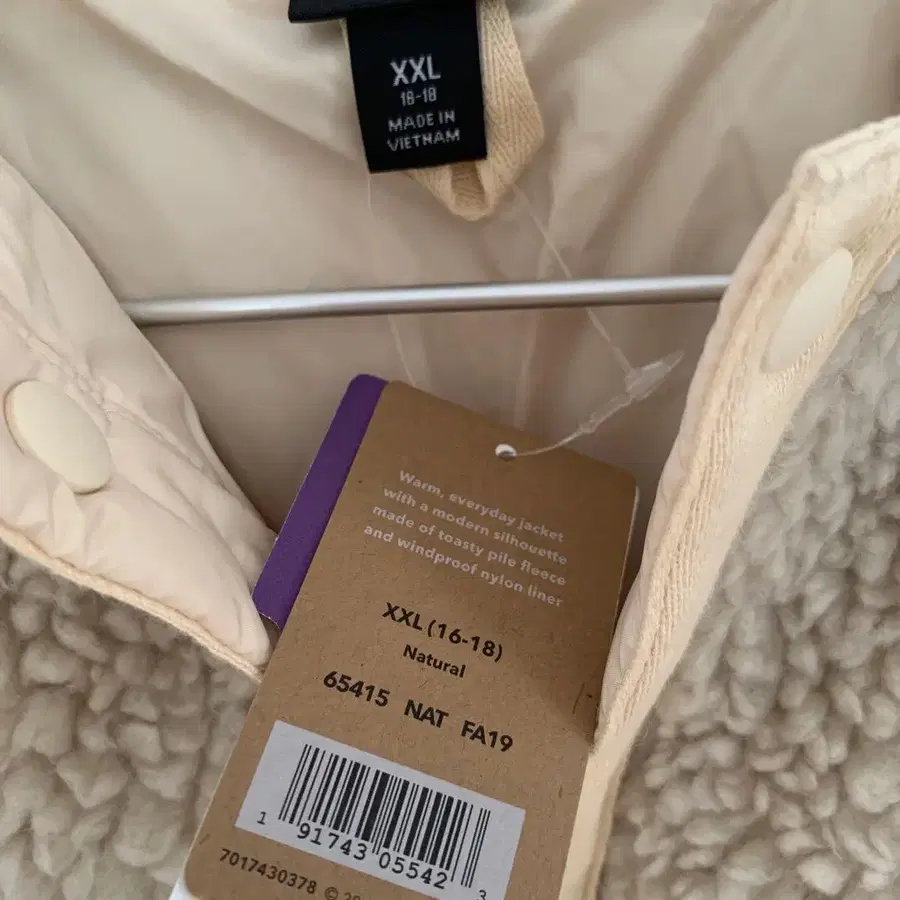 XXL
16-18
MADE IN
VIETNAM
Warm, everyday jacket
with a modern silhouette
made of toasty pile fleece
and windproof nylon liner
XXL (16-18)
Natural
65415 NAT FA19
1 91743 05542 3
7017430378 ©